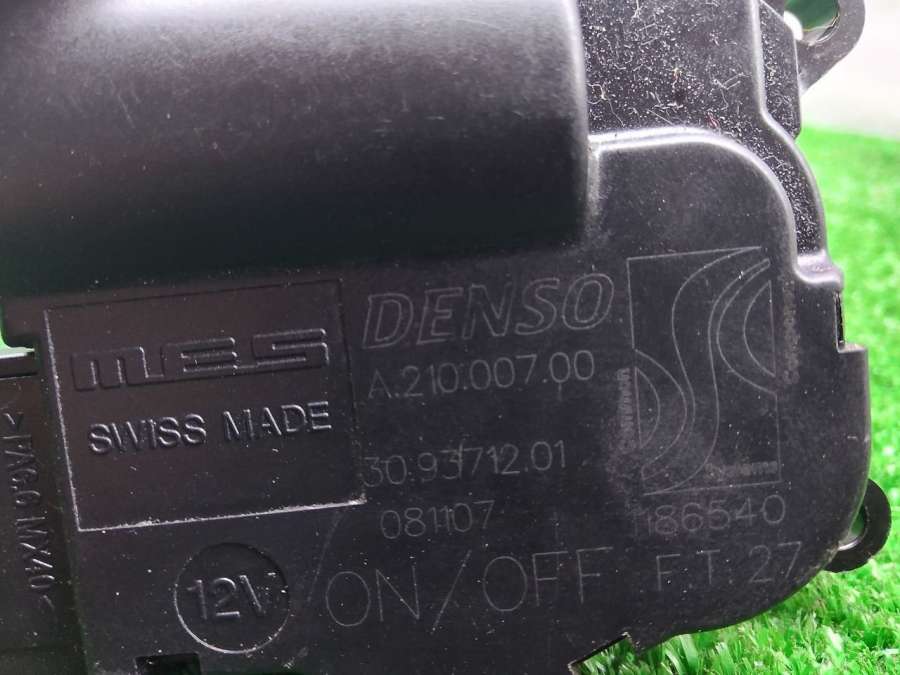 MES
SWISS MADE
DENSO
A.210.007.00
30.93712.01
081107
186540
12V
ON/OFF F.T. 27
>PA6.6 MX40<